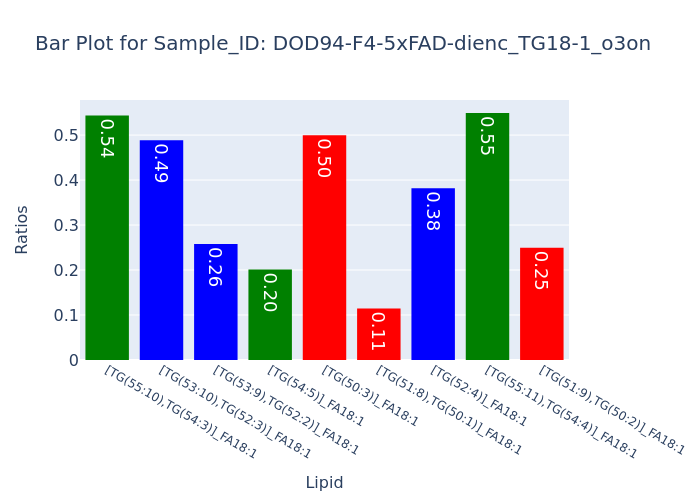 Bar Plot for Sample_ID: DOD94-F4-5xFAD-dienc_TG18-1_o3on
Ratios
0.5
0.4
0.3
0.2
0.1
0
0.54
0.49
0.26
0.20
0.50
0.11
0.38
0.55
0.25
[TG(55:10),TG(54:3)]_FA18:1
[TG(53:10),TG(52:3)]_FA18:1
[TG(53:9),TG(52:2)]_FA18:1
[TG(54:5)]_FA18:1
[TG(50:3)]_FA18:1
[TG(51:8),TG(50:1)]_FA18:1
[TG(52:4)]_FA18:1
[TG(55:11),TG(54:4)]_FA18:1
[TG(51:9),TG(50:2)]_FA18:1
Lipid